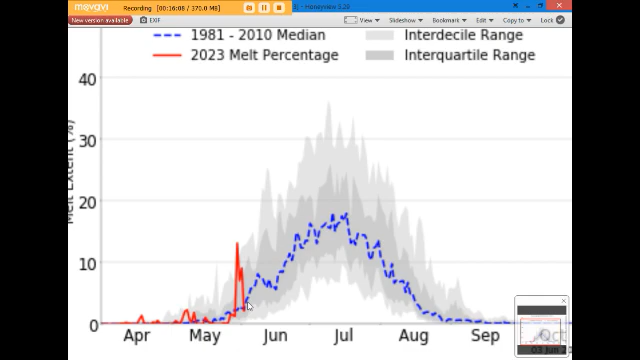 movavi
Recording (00:16:08 / 370.0 MB)
New version available
EXIF
View
Slideshow
Bookmark
Edit
Copy to
Lock
1981 - 2010 Median
2023 Melt Percentage
Interdecile Range
Interquartile Range
40
30
20
10
0
Melt Extent (%)
Apr
May
Jun
Jul
Aug
Sep
Oct